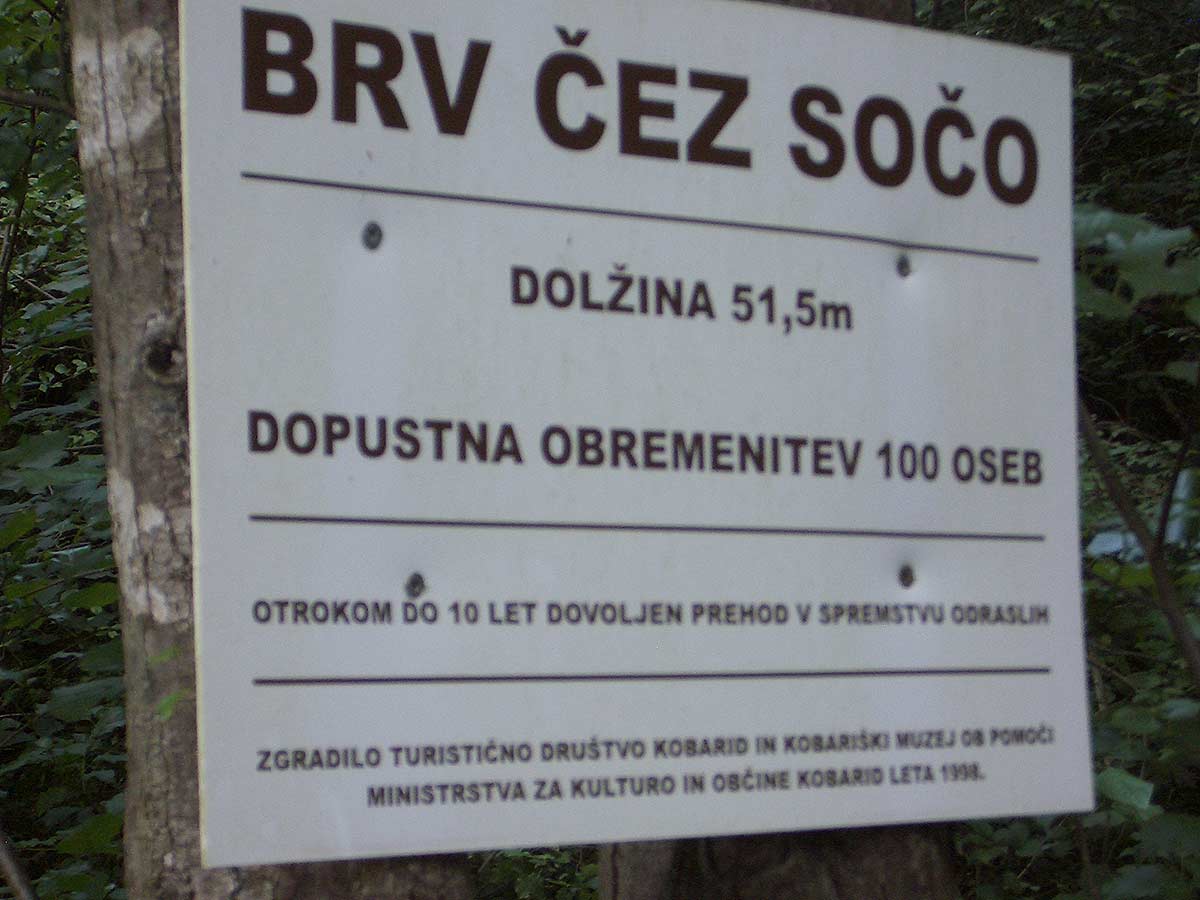 BRV ČEZ SOČO
DOLŽINA 51,5m
DOPUSTNA OBREMENITEV 100 OSEB
OTROKOM DO 10 LET DOVOLJEN PREHOD V SPREMSTVU ODRASLIH
ZGRADILO TURISTIČNO DRUŠTVO KOBARID IN KOBARIŠKI MUZEJ OB POMOČI
MINISTRSTVA ZA KULTURO IN OBČINE KOBARID LETA 1998.